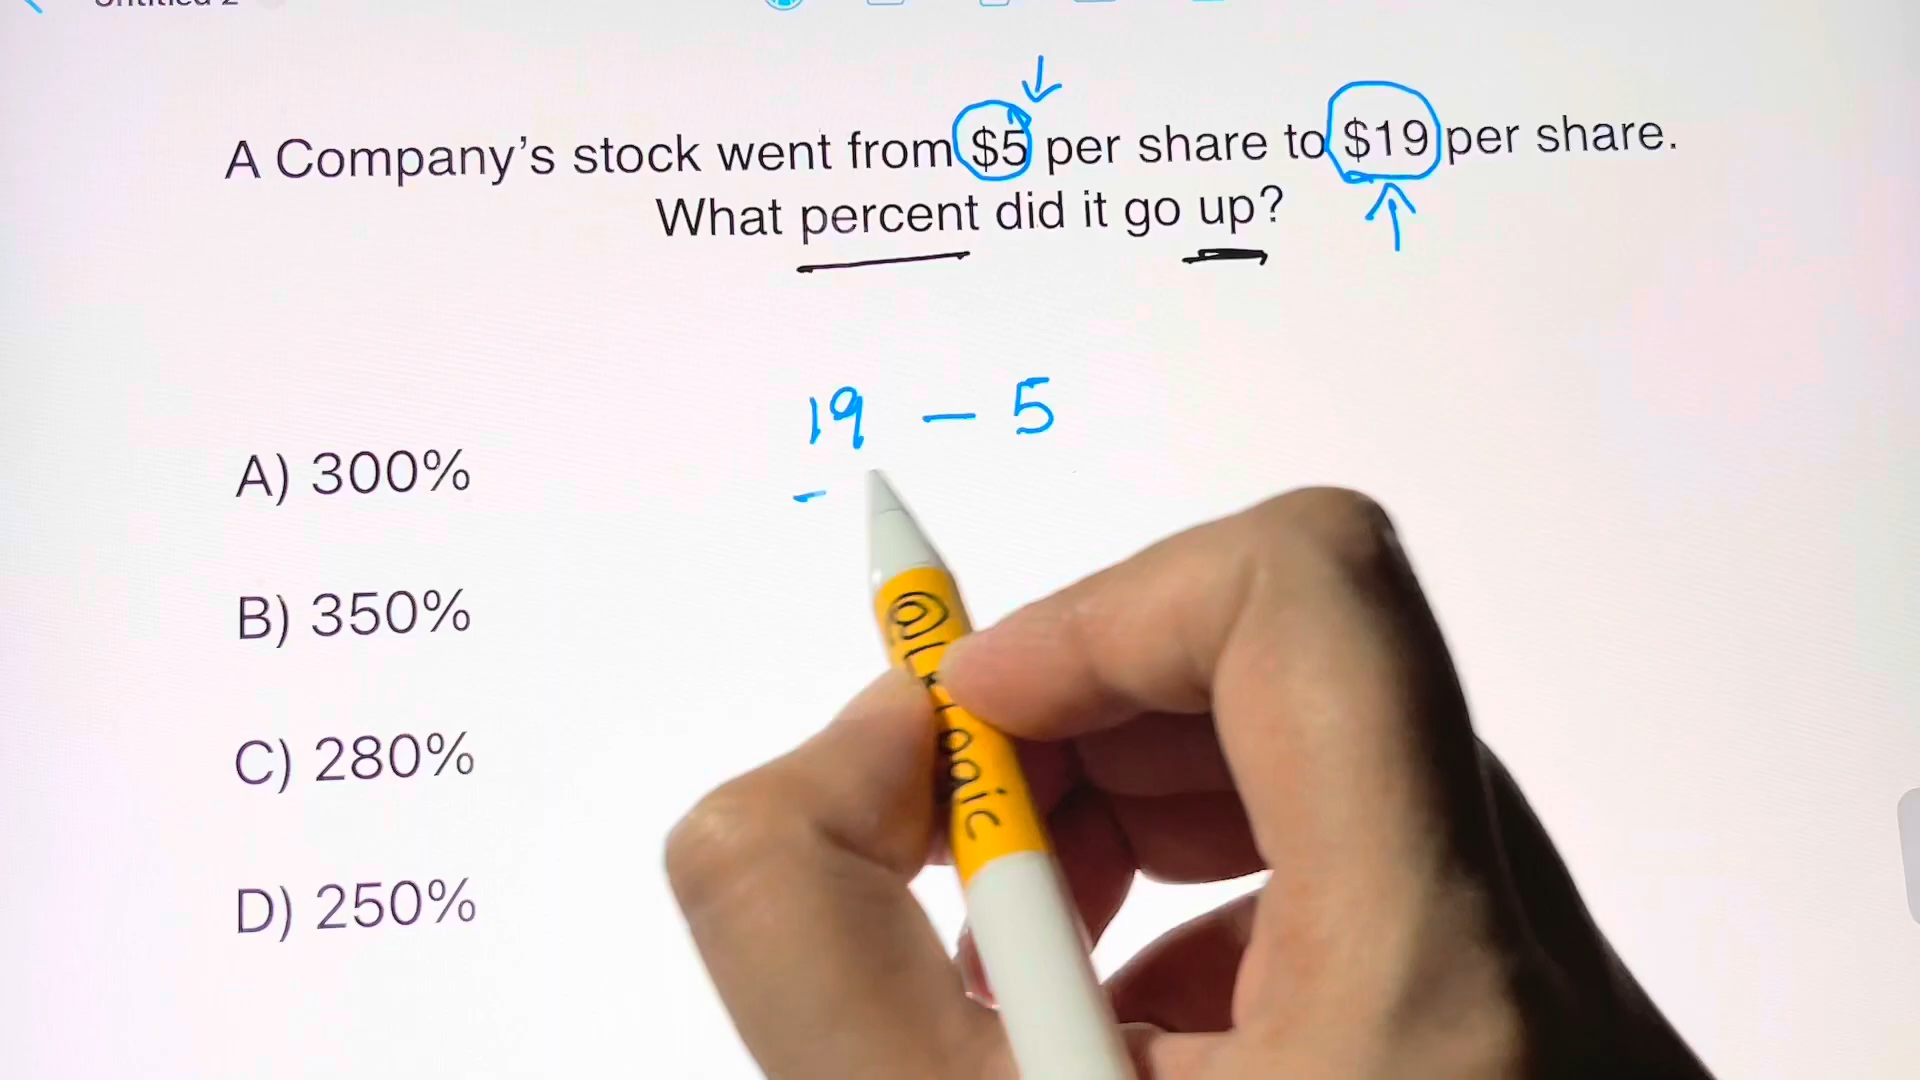 A Company's stock went from $5 per share to $19 per share.
What percent did it go up?
19 - 5
-
A) 300%
B) 350%
C) 280%
D) 250%